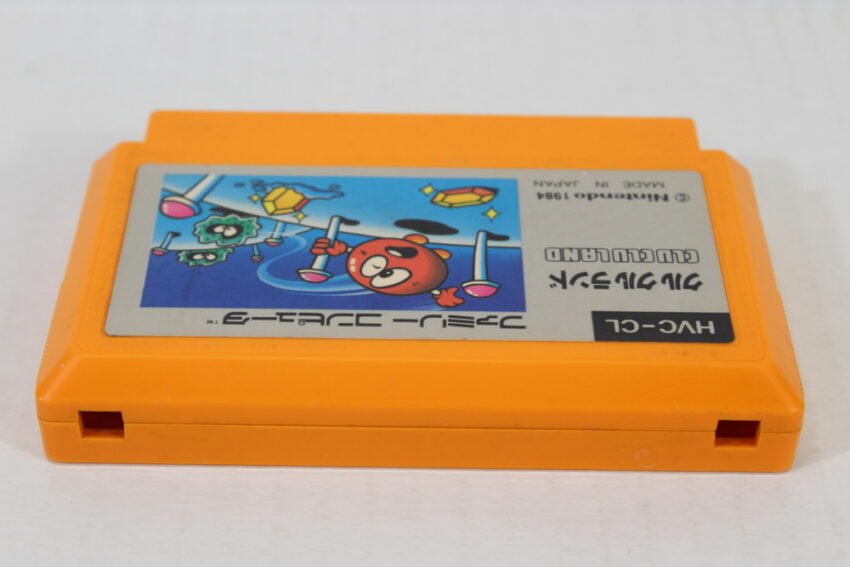 ファミリー コンピュータ™
HVC-CL
クルクルランド
CLU CLU LAND
© Nintendo 1984
MADE IN JAPAN